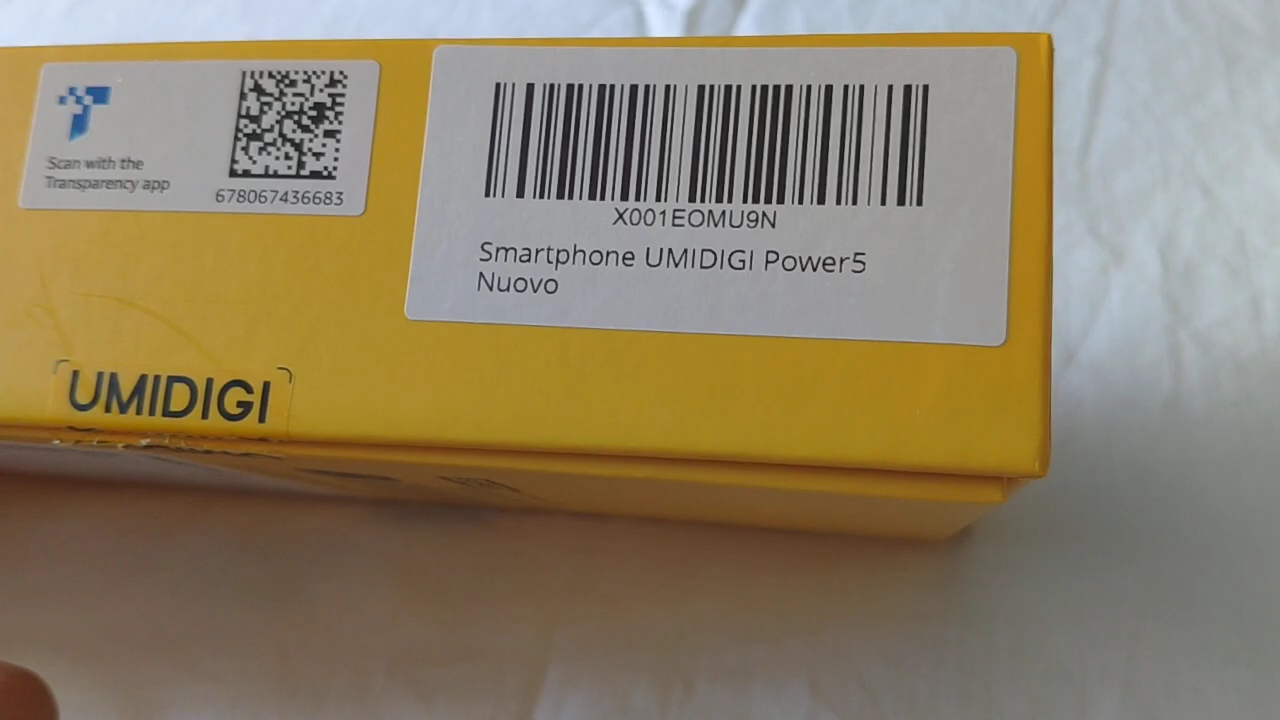 Scan with the
Transparency app
678067436683
X001EOMU9N
Smartphone UMIDIGI Power5
Nuovo
UMIDIGI